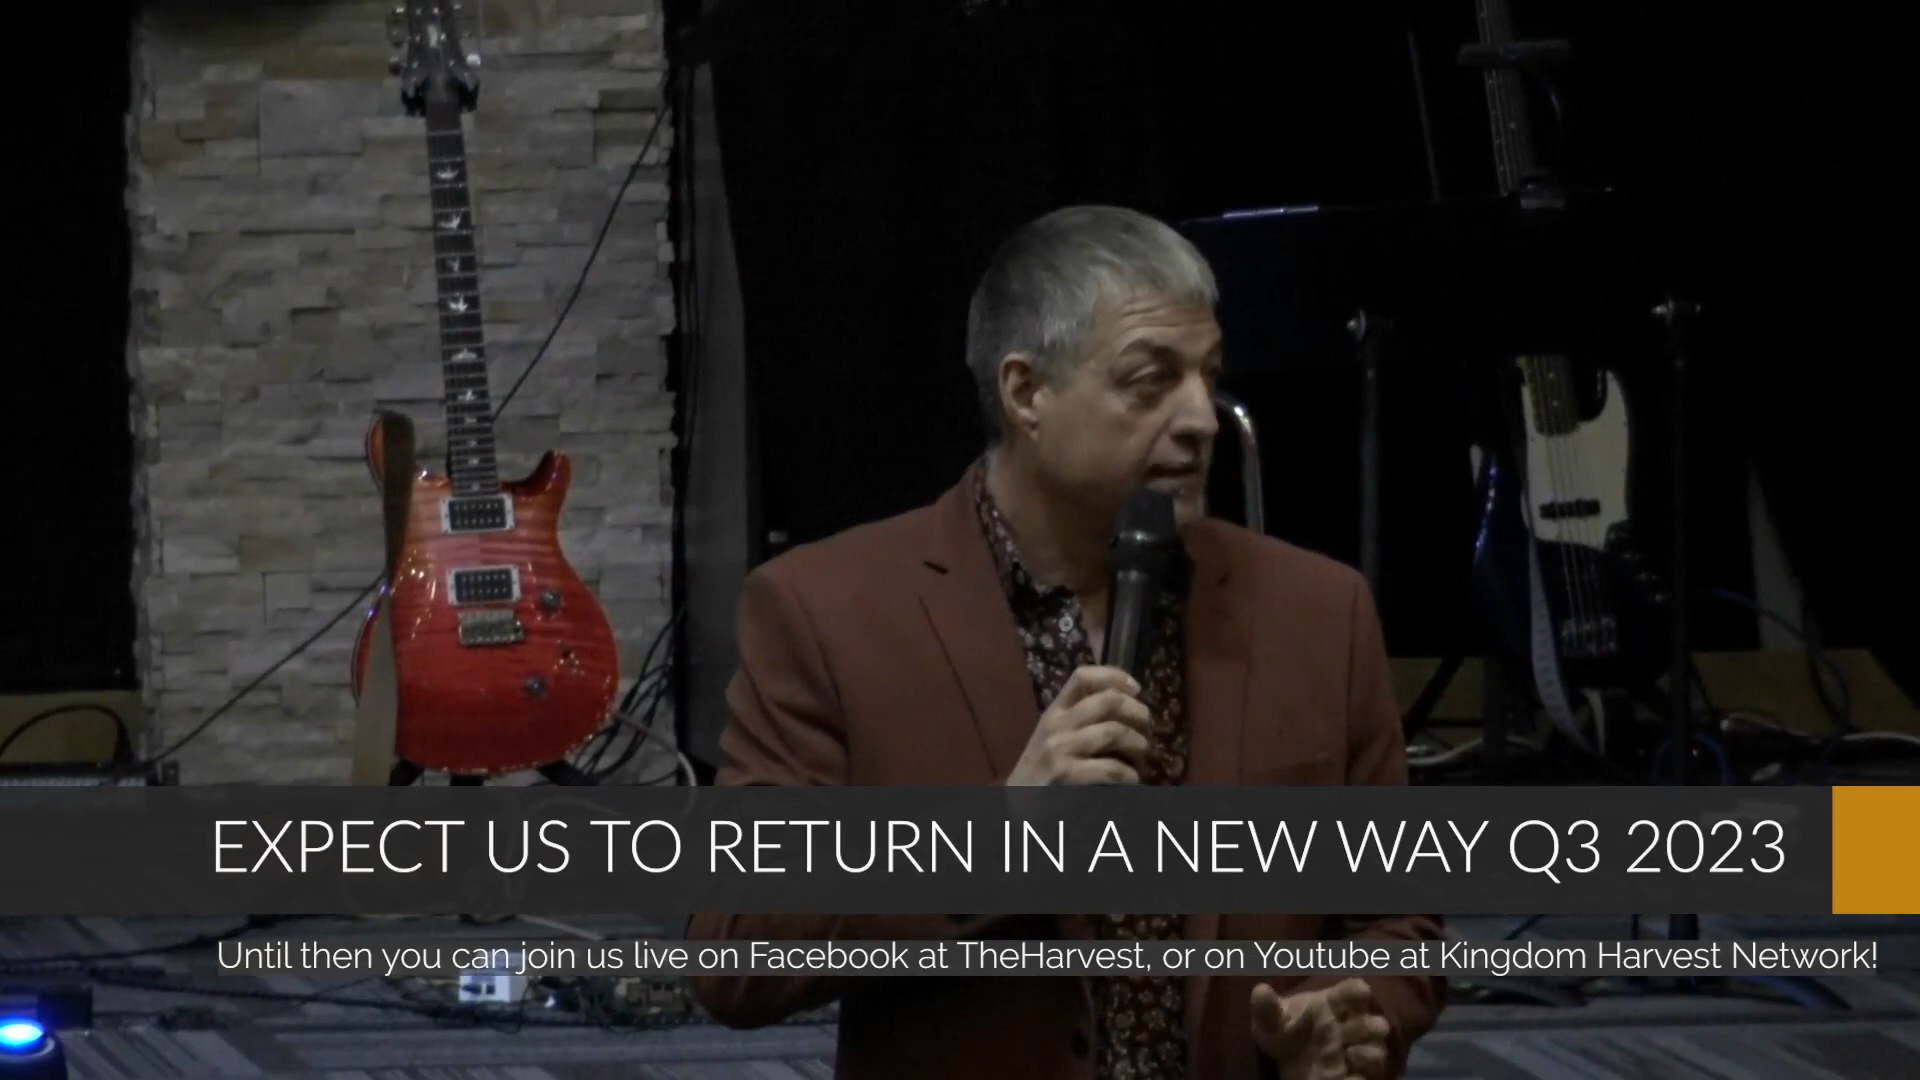 EXPECT US TO RETURN IN A NEW WAY Q3 2023
Until then you can join us live on Facebook at TheHarvest, or on Youtube at Kingdom Harvest Network!